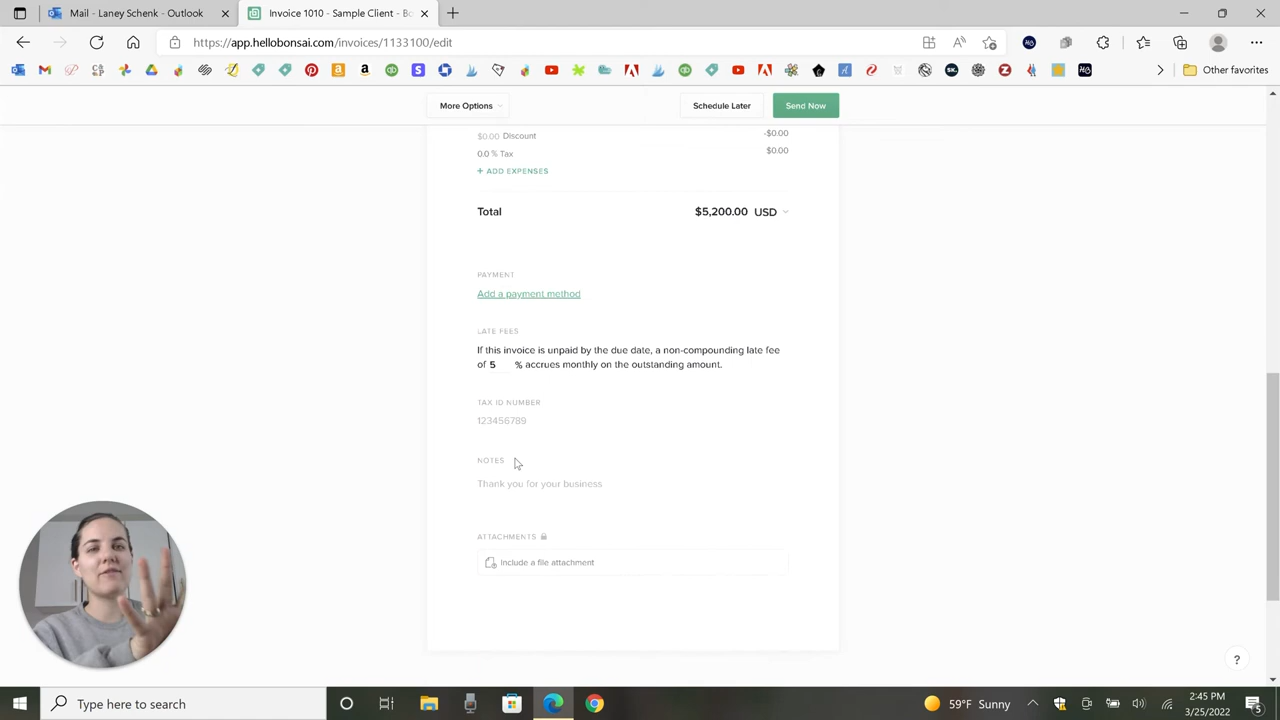 Mail - Laney Schenk - Outlook
Invoice 1010 - Sample Client - Bo
https://app.hellobonsai.com/invoices/1133100/edit
Other favorites
More Options
Schedule Later
Send Now
$0.00 Discount
-$0.00
0.0 % Tax
$0.00
+ ADD EXPENSES
Total
$5,200.00 USD
PAYMENT
Add a payment method
LATE FEES
If this invoice is unpaid by the due date, a non-compounding late fee
of 5 % accrues monthly on the outstanding amount.
TAX ID NUMBER
123456789
NOTES
Thank you for your business
ATTACHMENTS
Include a file attachment
?
Type here to search
59°F Sunny
2:45 PM
3/25/2022
5